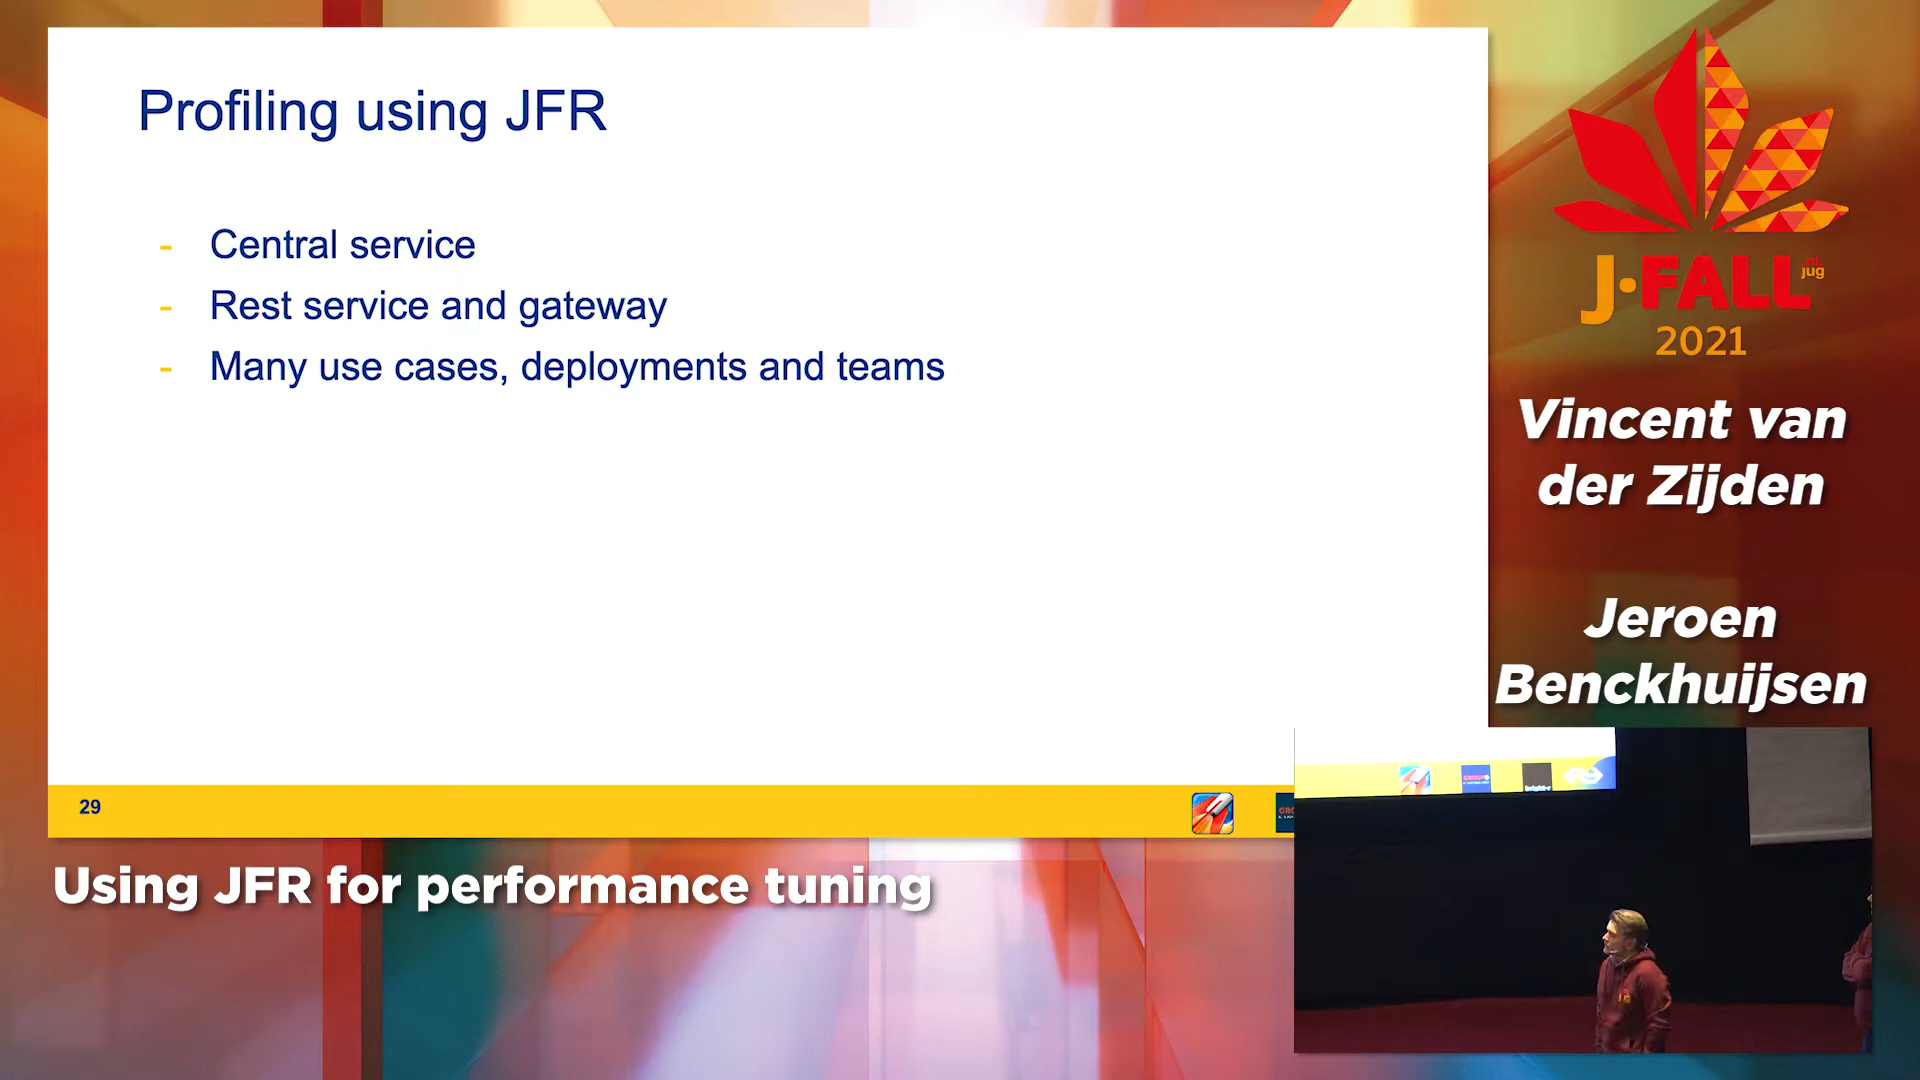 Profiling using JFR
- Central service
- Rest service and gateway
- Many use cases, deployments and teams
29
Using JFR for performance tuning
J•FALL
nl
jug
2021
Vincent van
der Zijden
Jeroen
Benckhuijsen